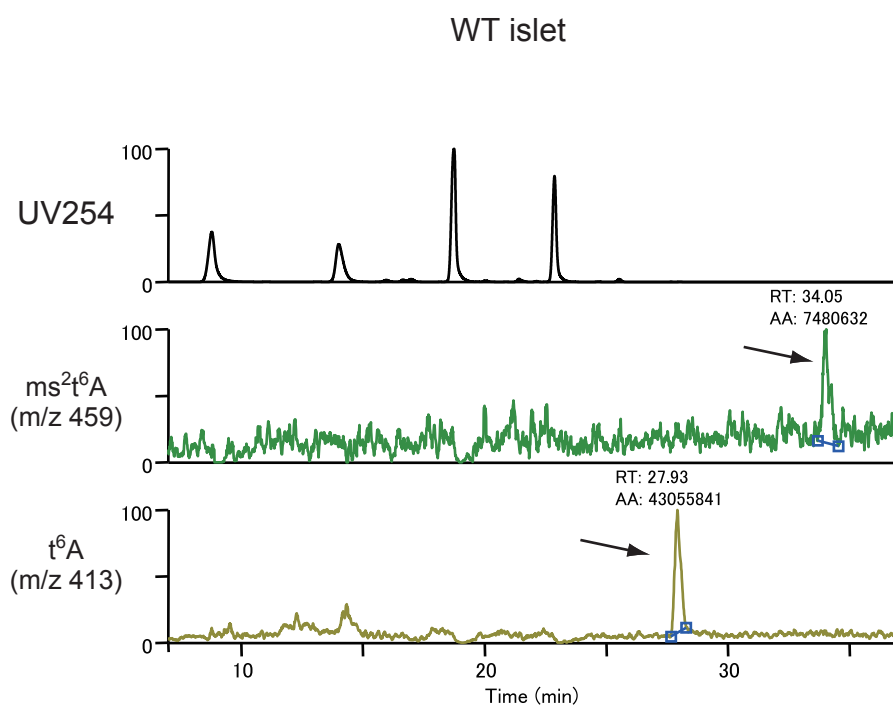 WT islet
UV254
100
0
RT: 34.05
AA: 7480632
ms²t⁶A
(m/z 459)
100
0
RT: 27.93
AA: 43055841
t⁶A
(m/z 413)
100
0
10 20 30
Time (min)